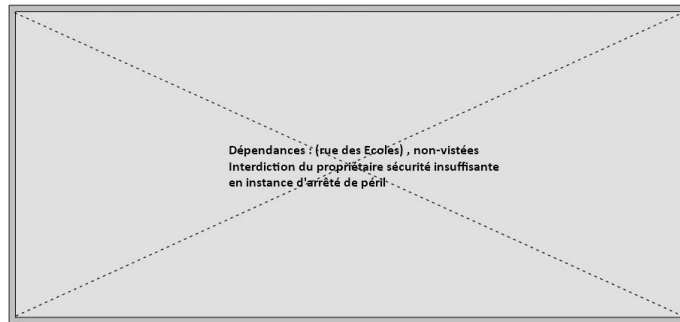 Dépendances : (rue des Ecoles) , non-vistées
Interdiction du propriétaire sécurité insuffisante
en instance d'arrêté de péril